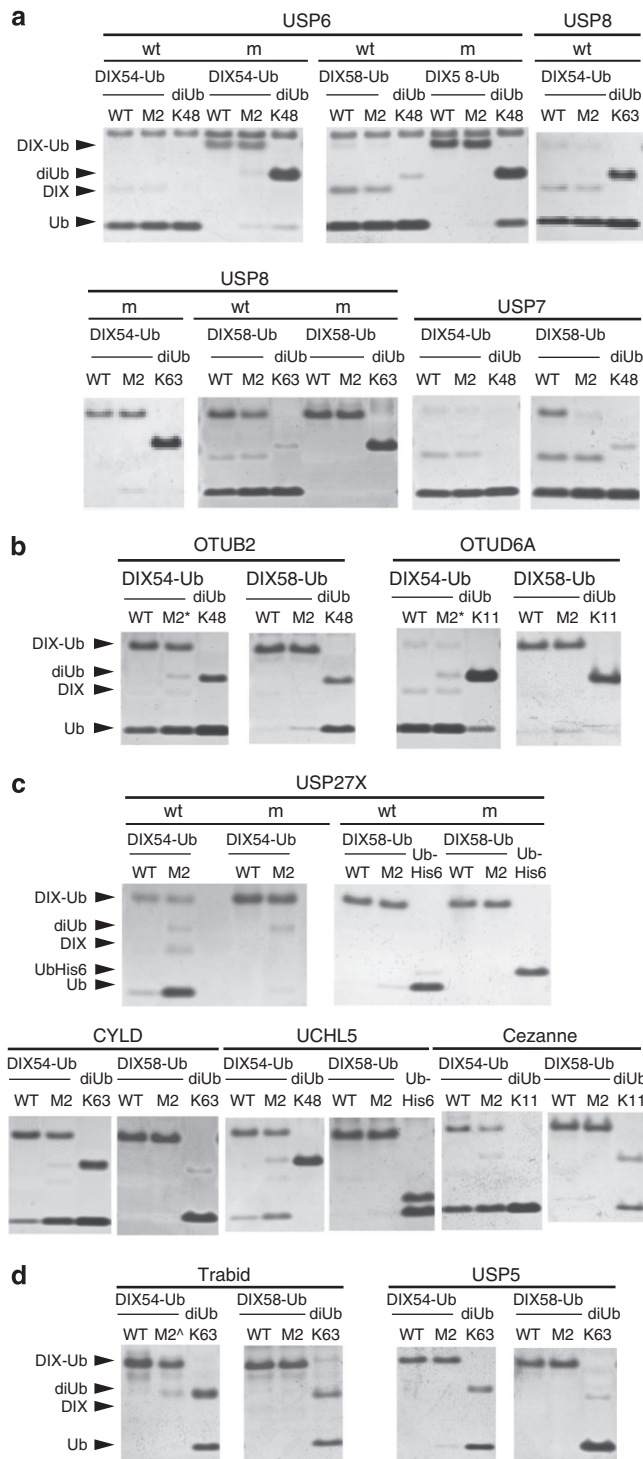 a
USP6 USP8
wt m wt m wt
DIX54-Ub DIX54-Ub DIX58-Ub DIX5 8-Ub DIX54-Ub
diUb diUb diUb diUb diUb
WT M2 K48 WT M2 K48 WT M2 K48 WT M2 K48 WT M2 K63
DIX-Ub
diUb
DIX
Ub
USP8
m wt m USP7
DIX54-Ub DIX58-Ub DIX58-Ub DIX54-Ub DIX58-Ub
diUb diUb diUb diUb diUb
WT M2 K63 WT M2 K63 WT M2 K63 WT M2 K48 WT M2 K48
b
OTUB2 OTUD6A
diUb diUb diUb diUb
DIX54-Ub DIX58-Ub DIX54-Ub DIX58-Ub
WT M2* K48 WT M2 K48 WT M2* K11 WT M2 K11
DIX-Ub
diUb
DIX
Ub
c
USP27X
wt m wt m
DIX54-Ub DIX54-Ub DIX58-Ub DIX58-Ub
Ub- Ub-
WT M2 WT M2 WT M2 His6 WT M2 His6
DIX-Ub
diUb
DIX
UbHis6
Ub
CYLD UCHL5 Cezanne
DIX54-Ub DIX58-Ub DIX54-Ub DIX58-Ub DIX54-Ub DIX58-Ub
diUb diUb diUb Ub- diUb diUb
WT M2 K63 WT M2 K63 WT M2 K48 WT M2 His6 WT M2 K11 WT M2 K11
d
Trabid USP5
DIX54-Ub DIX58-Ub DIX54-Ub DIX58-Ub
diUb diUb diUb diUb
WT M2^ K63 WT M2 K63 WT M2 K63 WT M2 K63
DIX-Ub
diUb
DIX
Ub